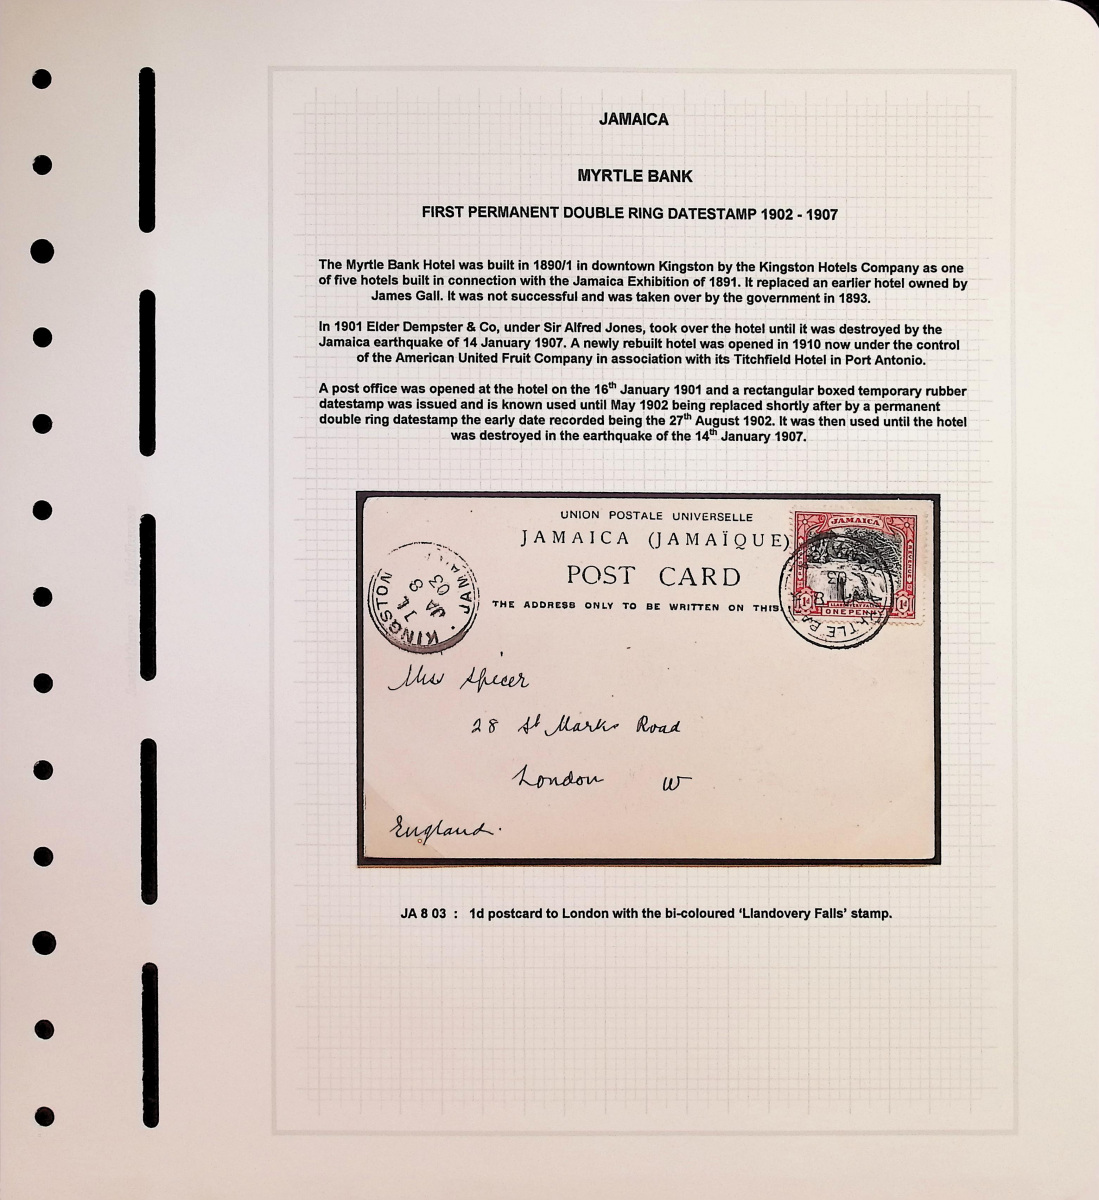 JAMAICA
MYRTLE BANK
FIRST PERMANENT DOUBLE RING DATESTAMP 1902 - 1907
The Myrtle Bank Hotel was built in 1890/1 in downtown Kingston by the Kingston Hotels Company as one
of five hotels built in connection with the Jamaica Exhibition of 1891. It replaced an earlier hotel owned by
James Gall. It was not successful and was taken over by the government in 1893.
In 1901 Elder Dempster & Co, under Sir Alfred Jones, took over the hotel until it was destroyed by the
Jamaica earthquake of 14 January 1907. A newly rebuilt hotel was opened in 1910 now under the control
of the American United Fruit Company in association with its Titchfield Hotel in Port Antonio.
A post office was opened at the hotel on the 16th January 1901 and a rectangular boxed temporary rubber
datestamp was issued and is known used until May 1902 being replaced shortly after by a permanent
double ring datestamp the early date recorded being the 27th August 1902. It was then used until the hotel
was destroyed in the earthquake of the 14th January 1907.
UNION POSTALE UNIVERSELLE
JAMAICA (JAMAÏQUE)
POST CARD
THE ADDRESS ONLY TO BE WRITTEN ON THIS
KINGSTON
JA
8
03
JAMAICA
JAMAICA
ONE PENNY
1d
1d
Miss Spicer
28 St Marks Road
London W
England.
JA 8 03 : 1d postcard to London with the bi-coloured ‘Llandovery Falls’ stamp.